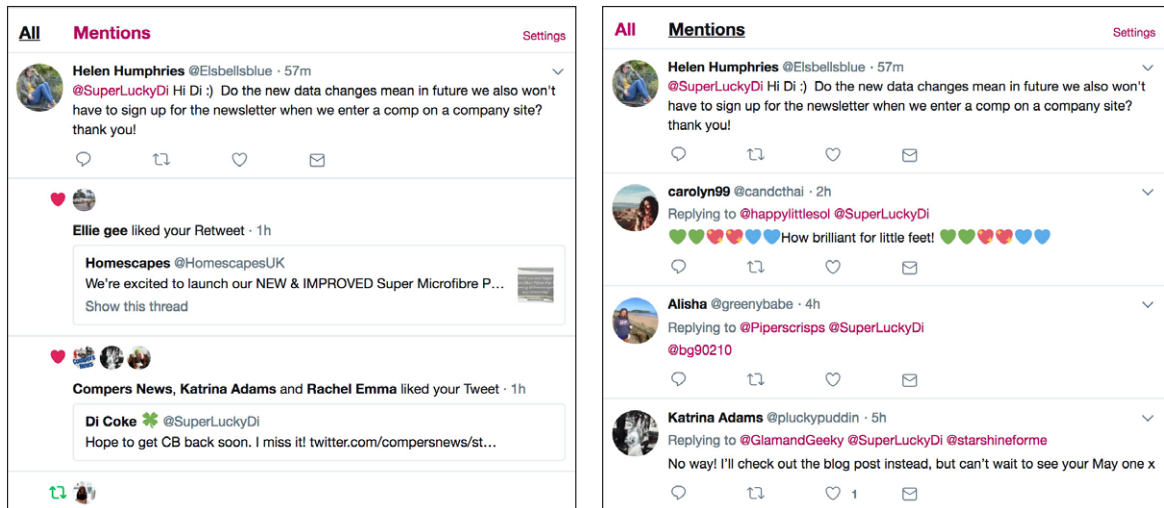 All Mentions Settings
Helen Humphries @Elsbellsblue · 57m
@SuperLuckyDi Hi Di :)  Do the new data changes mean in future we also won't
have to sign up for the newsletter when we enter a comp on a company site?
thank you!
Ellie gee liked your Retweet · 1h
Homescapes @HomescapesUK
We're excited to launch our NEW & IMPROVED Super Microfibre P...
Show this thread
Compers News, Katrina Adams and Rachel Emma liked your Tweet · 1h
Di Coke 🍀 @SuperLuckyDi
Hope to get CB back soon. I miss it! twitter.com/compersnews/st...
All Mentions Settings
Helen Humphries @Elsbellsblue · 57m
@SuperLuckyDi Hi Di :)  Do the new data changes mean in future we also won't
have to sign up for the newsletter when we enter a comp on a company site?
thank you!
carolyn99 @candcthai · 2h
Replying to @happylittlesol @SuperLuckyDi
💚💚💖💖💙💙How brilliant for little feet! 💚💚💖💖💙💙
Alisha @greenybabe · 4h
Replying to @Piperscrisps @SuperLuckyDi
@bg90210
Katrina Adams @pluckypuddin · 5h
Replying to @GlamandGeeky @SuperLuckyDi @starshineforme
No way! I'll check out the blog post instead, but can't wait to see your May one x
1